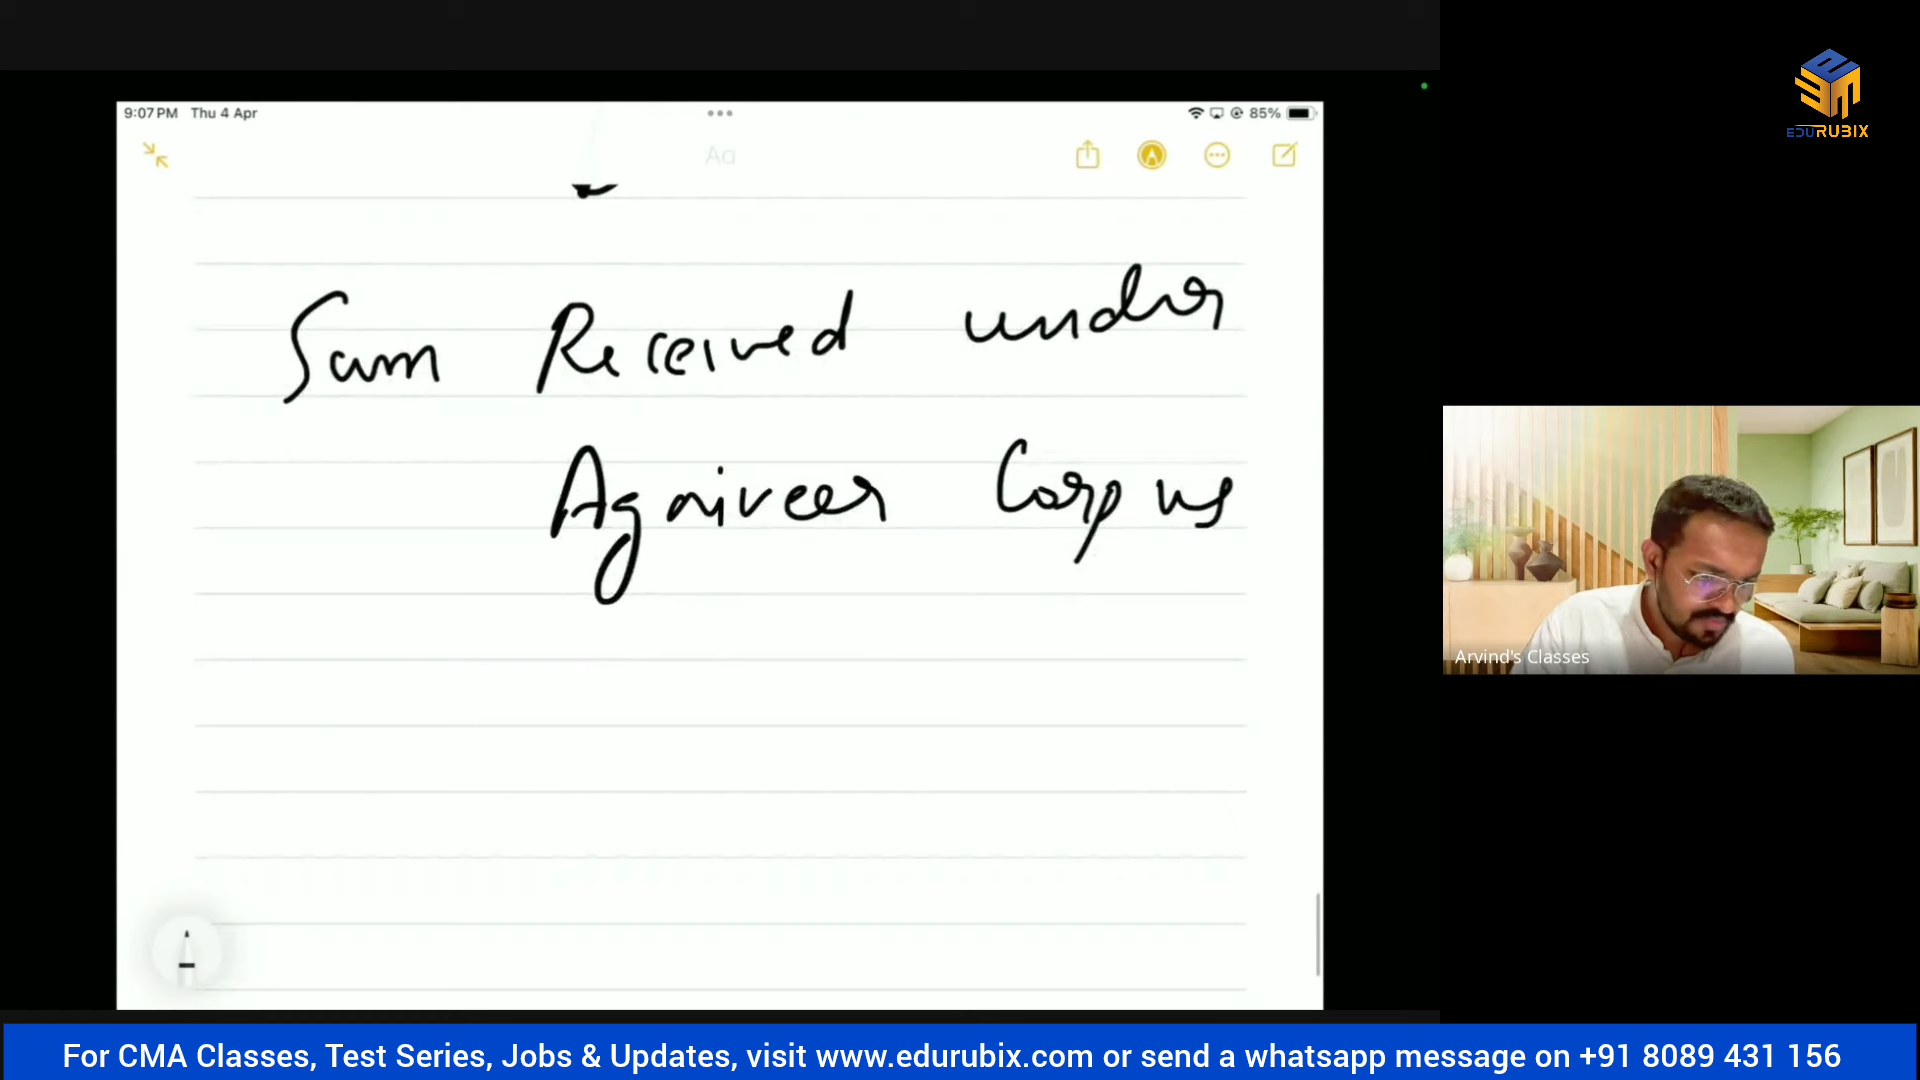 9:07 PM Thu 4 Apr
85%
Aa
EDURUBIX
Sum Received under
Agniveer Corpus
Arvind's Classes
For CMA Classes, Test Series, Jobs & Updates, visit www.edurubix.com or send a whatsapp message on +91 8089 431 156